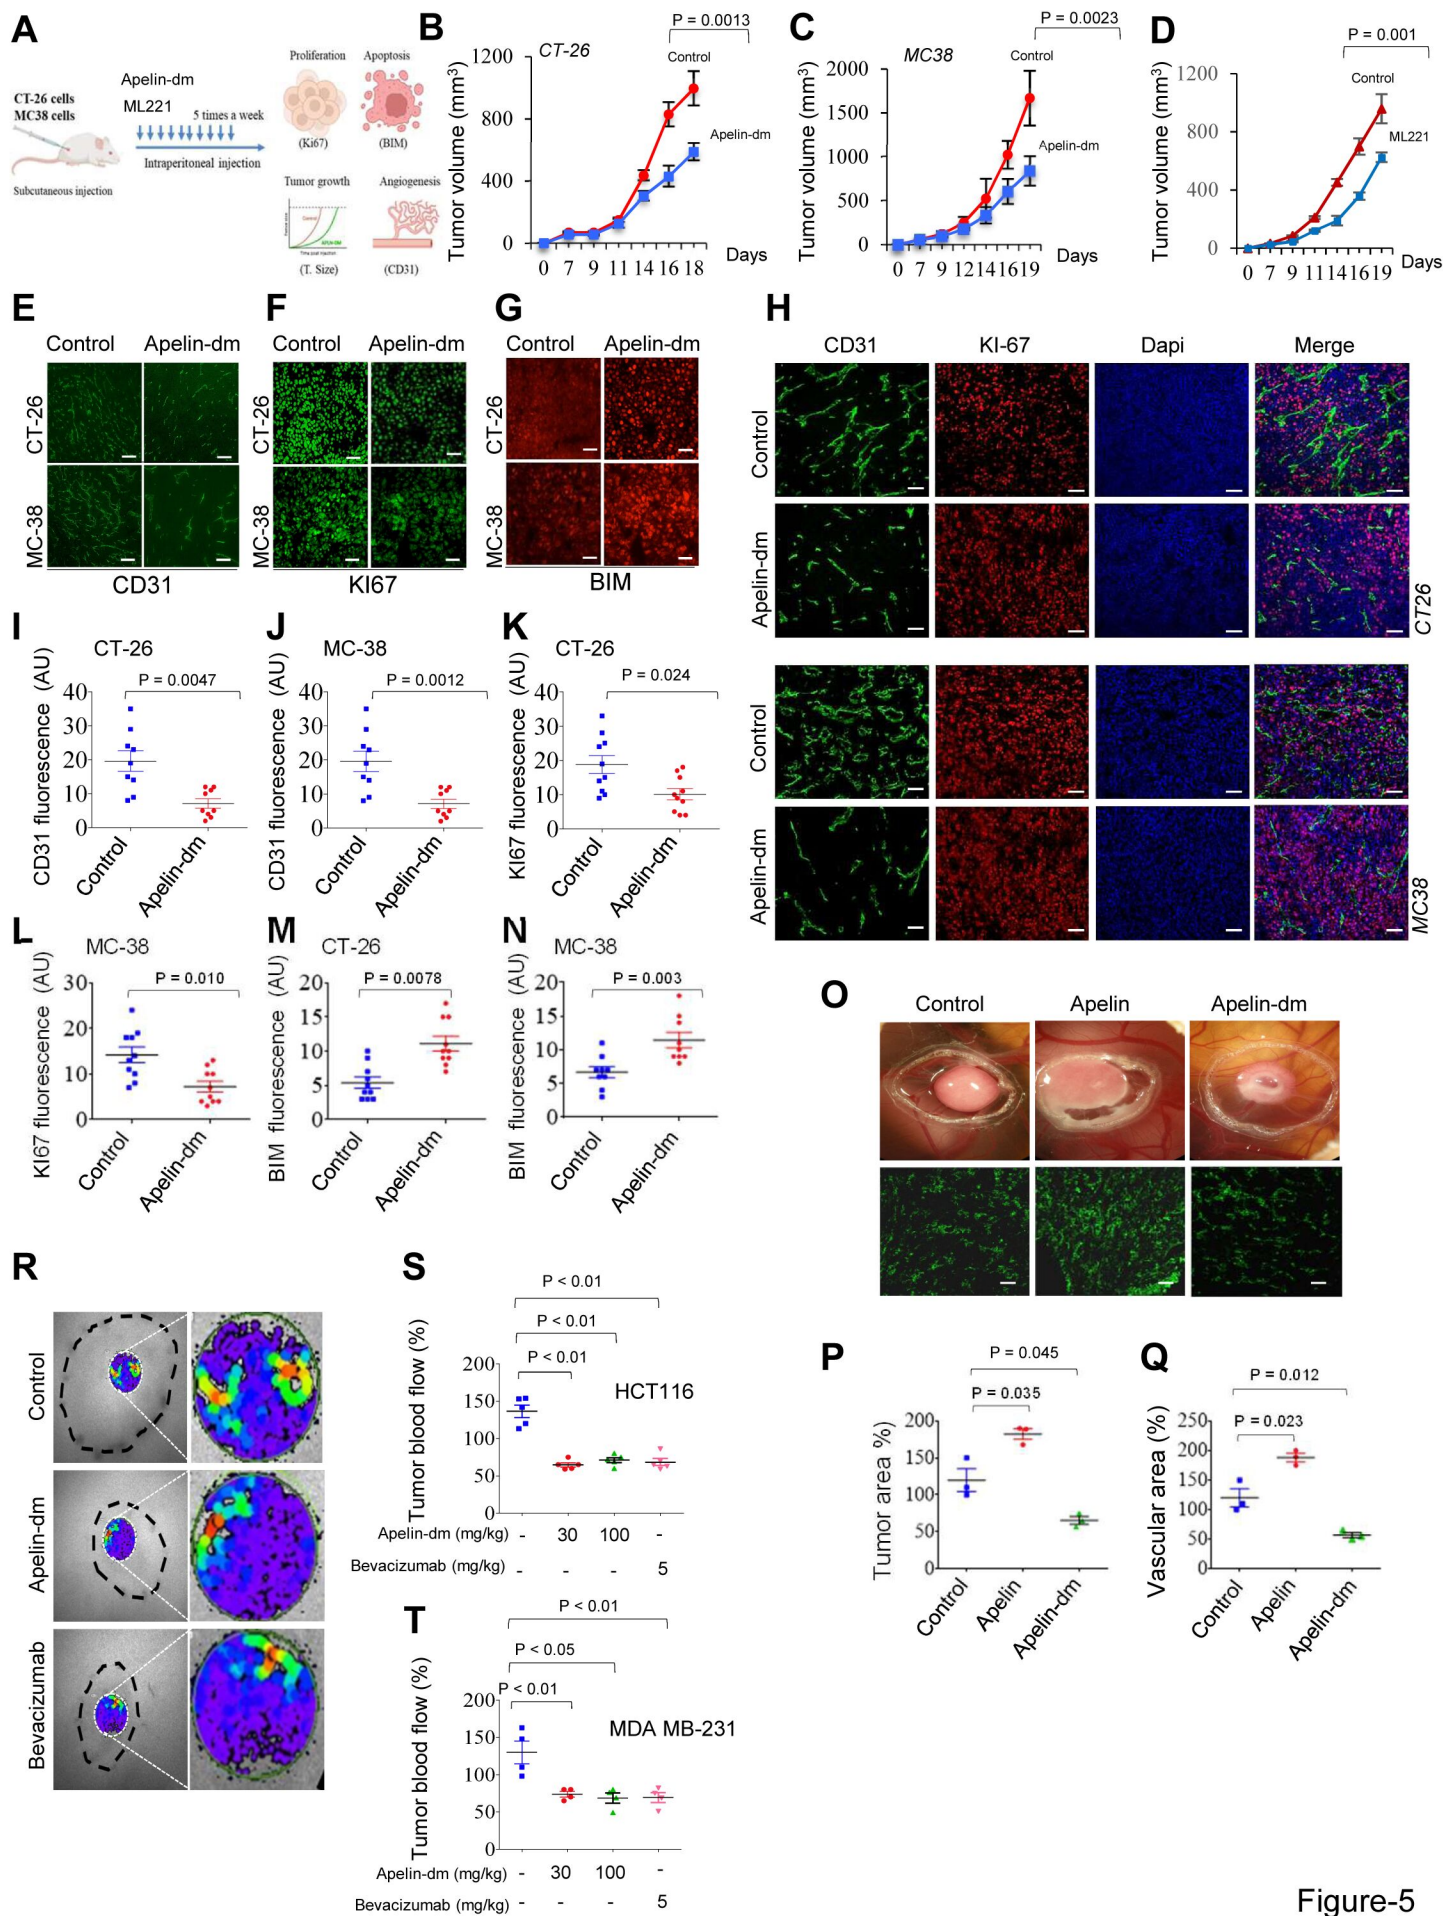 A
Apelin-dm
ML221
CT-26 cells
MC38 cells
5 times a week
Intraperitoneal injection
Subcutaneous injection
Proliferation
Apoptosis
(Ki67)
(BIM)
Tumor growth
Angiogenesis
Control
(T. Size)
(CD31)
B
P = 0.0013
CT-26
Control
Apelin-dm
Tumor volume (mm³)
1200
800
400
0
0 7 9 11 14 16 18
Days
C
P = 0.0023
MC38
Control
Apelin-dm
Tumor volume (mm³)
2000
1500
1000
500
0
0 7 9 12 14 16 19
Days
D
P = 0.001
Control
ML221
Tumor volume (mm³)
1200
800
400
0
0 7 9 11 14 16 19
Days
E
Control Apelin-dm
CT-26
MC-38
CD31
F
Control Apelin-dm
CT-26
MC-38
KI67
G
Control Apelin-dm
CT-26
MC-38
BIM
H
CD31 KI-67 Dapi Merge
Control
Apelin-dm
CT26
Control
Apelin-dm
MC38
I
CT-26
P = 0.0047
CD31 fluorescence (AU)
40
30
20
10
0
Control
Apelin-dm
J
MC-38
P = 0.0012
CD31 fluorescence (AU)
40
30
20
10
0
Control
Apelin-dm
K
CT-26
P = 0.024
KI67 fluorescence (AU)
40
30
20
10
0
Control
Apelin-dm
L
MC-38
P = 0.010
KI67 fluorescence (AU)
30
20
10
0
Control
Apelin-dm
M
CT-26
P = 0.0078
BIM fluorescence (AU)
20
15
10
5
0
Control
Apelin-dm
N
MC-38
P = 0.003
BIM fluorescence (AU)
20
15
10
5
0
Control
Apelin-dm
O
Control Apelin Apelin-dm
P
P = 0.045
P = 0.035
Tumor area %
200
150
100
50
0
Control
Apelin
Apelin-dm
Q
P = 0.012
P = 0.023
Vascular area (%)
250
200
150
100
50
0
Control
Apelin
Apelin-dm
R
Control
Apelin-dm
Bevacizumab
S
P < 0.01
P < 0.01
P < 0.01
HCT116
Tumor blood flow (%)
200
150
100
50
0
Apelin-dm (mg/kg) - 30 100 -
Bevacizumab (mg/kg) - - - 5
T
P < 0.01
P < 0.05
P < 0.01
MDA MB-231
Tumor blood flow (%)
200
150
100
50
0
Apelin-dm (mg/kg) - 30 100 -
Bevacizumab (mg/kg) - - - 5
Figure-5